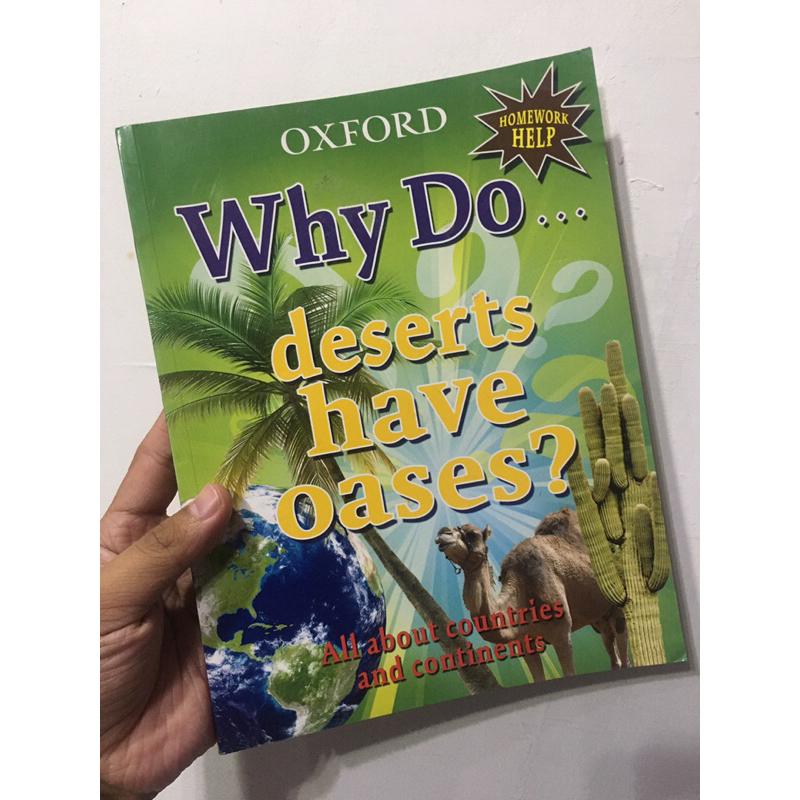 OXFORD
HOMEWORK
HELP
Why Do...
deserts
have
oases?
All about countries
and continents